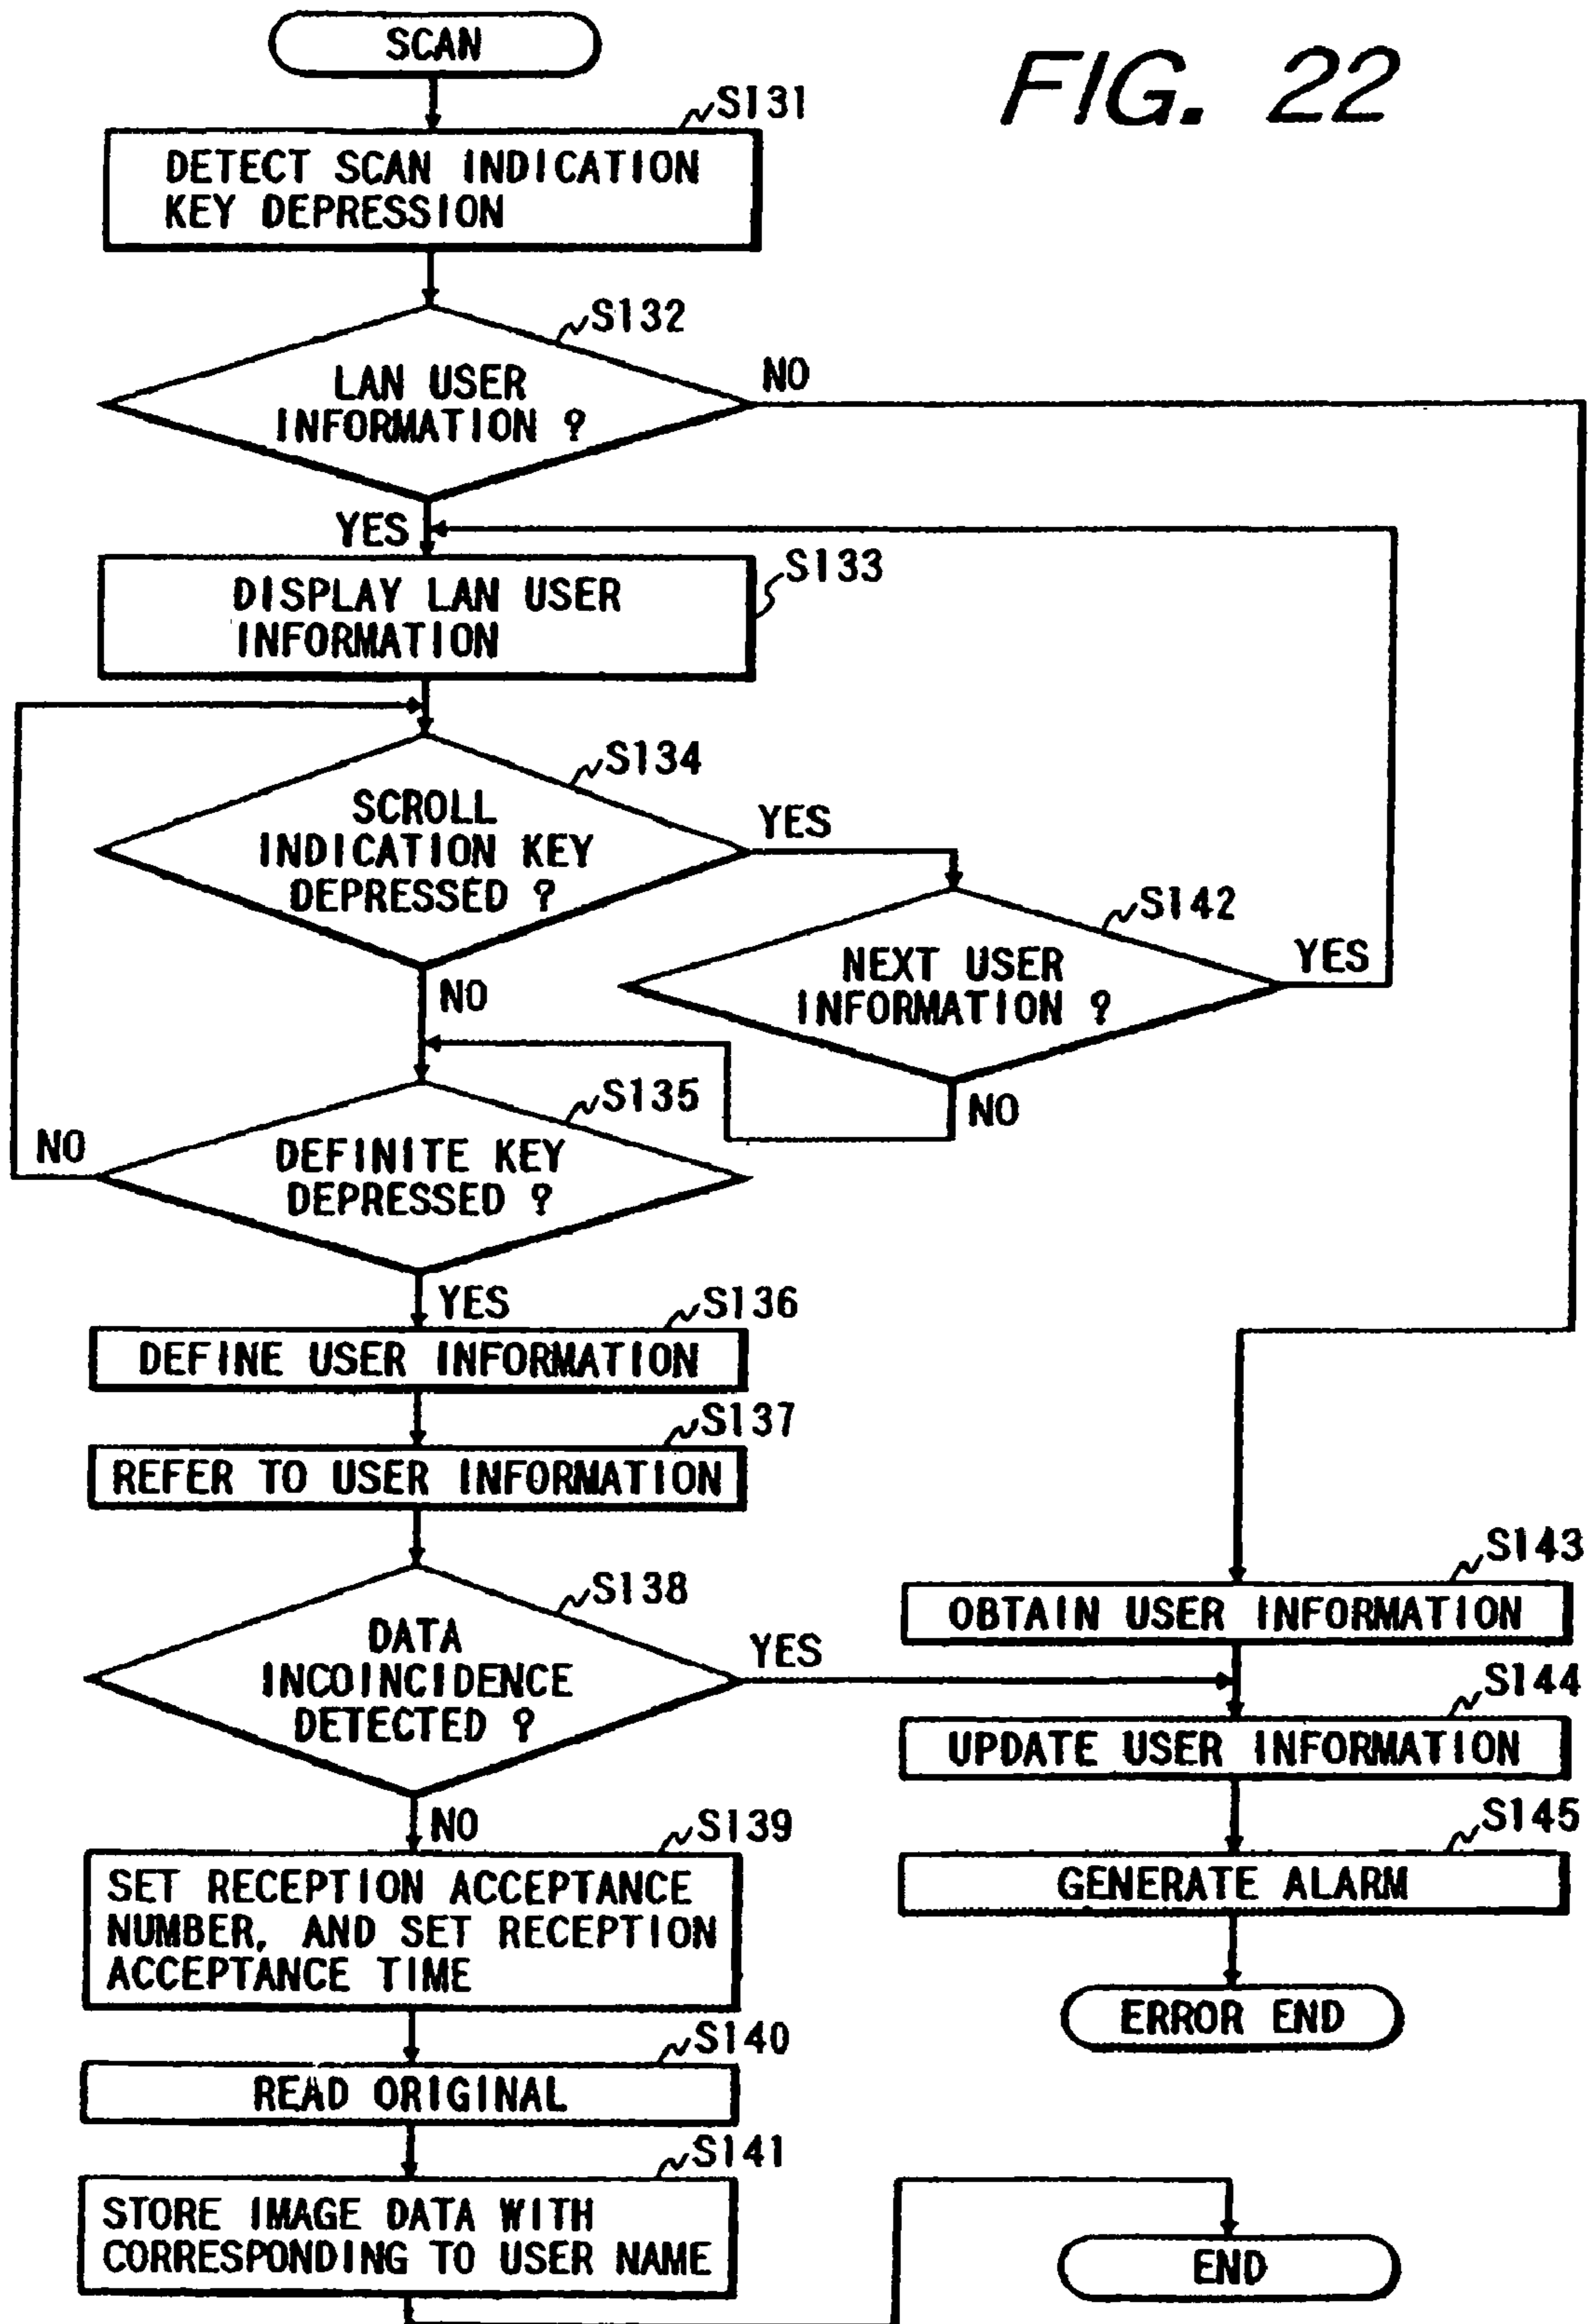 SCAN
FIG. 22
S131
DETECT SCAN INDICATION
KEY DEPRESSION
S132
LAN USER
INFORMATION ?
NO
YES
S133
DISPLAY LAN USER
INFORMATION
S134
SCROLL
INDICATION KEY
DEPRESSED ?
YES
NO
S142
NEXT USER
INFORMATION ?
YES
NO
S135
DEFINITE KEY
DEPRESSED ?
NO
YES
S136
DEFINE USER INFORMATION
S137
REFER TO USER INFORMATION
S138
DATA
INCOINCIDENCE
DETECTED ?
YES
NO
S143
OBTAIN USER INFORMATION
S144
UPDATE USER INFORMATION
S145
GENERATE ALARM
ERROR END
S139
SET RECEPTION ACCEPTANCE
NUMBER, AND SET RECEPTION
ACCEPTANCE TIME
S140
READ ORIGINAL
S141
STORE IMAGE DATA WITH
CORRESPONDING TO USER NAME
END